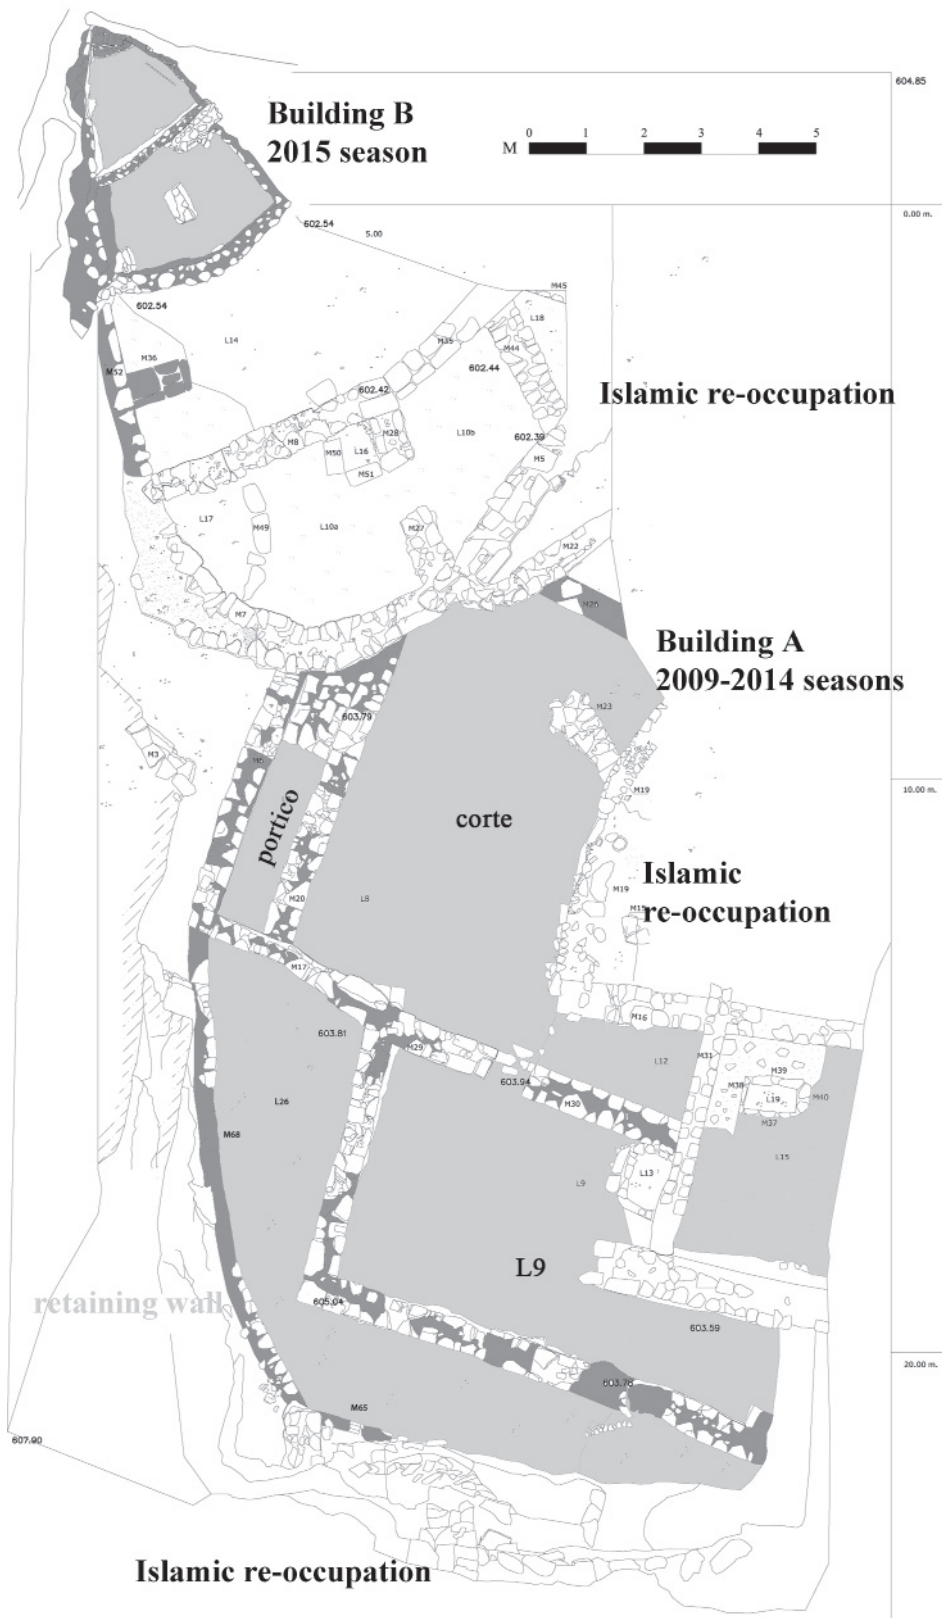 604.85
Building B
2015 season
M 0 1 2 3 4 5
0.00 m.
602.54
5.00
M45
602.54
L18
L14
M35
M44
M36
602.44
M52
602.42
Islamic re-occupation
M28
L10b
602.39
M8
M50
L16
M5
M51
L17
M49
L10a
M27
M22
M7
M26
Building A
2009-2014 seasons
M23
603.79
M3
M6
M19
10.00 m.
portico
corte
Islamic
re-occupation
M19
M20
L8
M15
M17
M16
603.81
M29
L12
M31
M39
603.94
M38
L19
M40
M30
M37
L26
M68
L13
L15
L9
L9
retaining wall
605.04
603.59
20.00 m.
603.78
M65
607.90
Islamic re-occupation